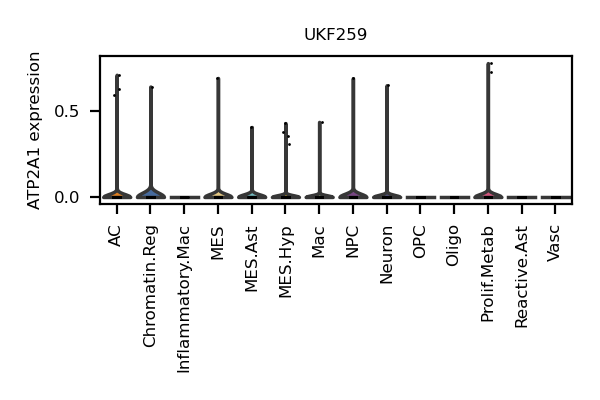 UKF259
ATP2A1 expression
0.5
0.0
AC
Chromatin.Reg
Inflammatory.Mac
MES
MES.Ast
MES.Hyp
Mac
NPC
Neuron
OPC
Oligo
Prolif.Metab
Reactive.Ast
Vasc